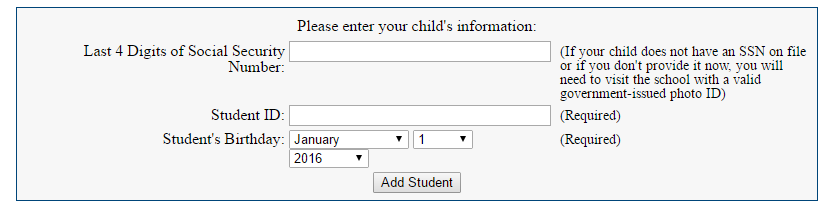 Please enter your child's information:
Last 4 Digits of Social Security
Number:
(If your child does not have an SSN on file
or if you don't provide it now, you will
need to visit the school with a valid
government-issued photo ID)
Student ID:
(Required)
Student's Birthday: January 1
(Required)
2016
Add Student